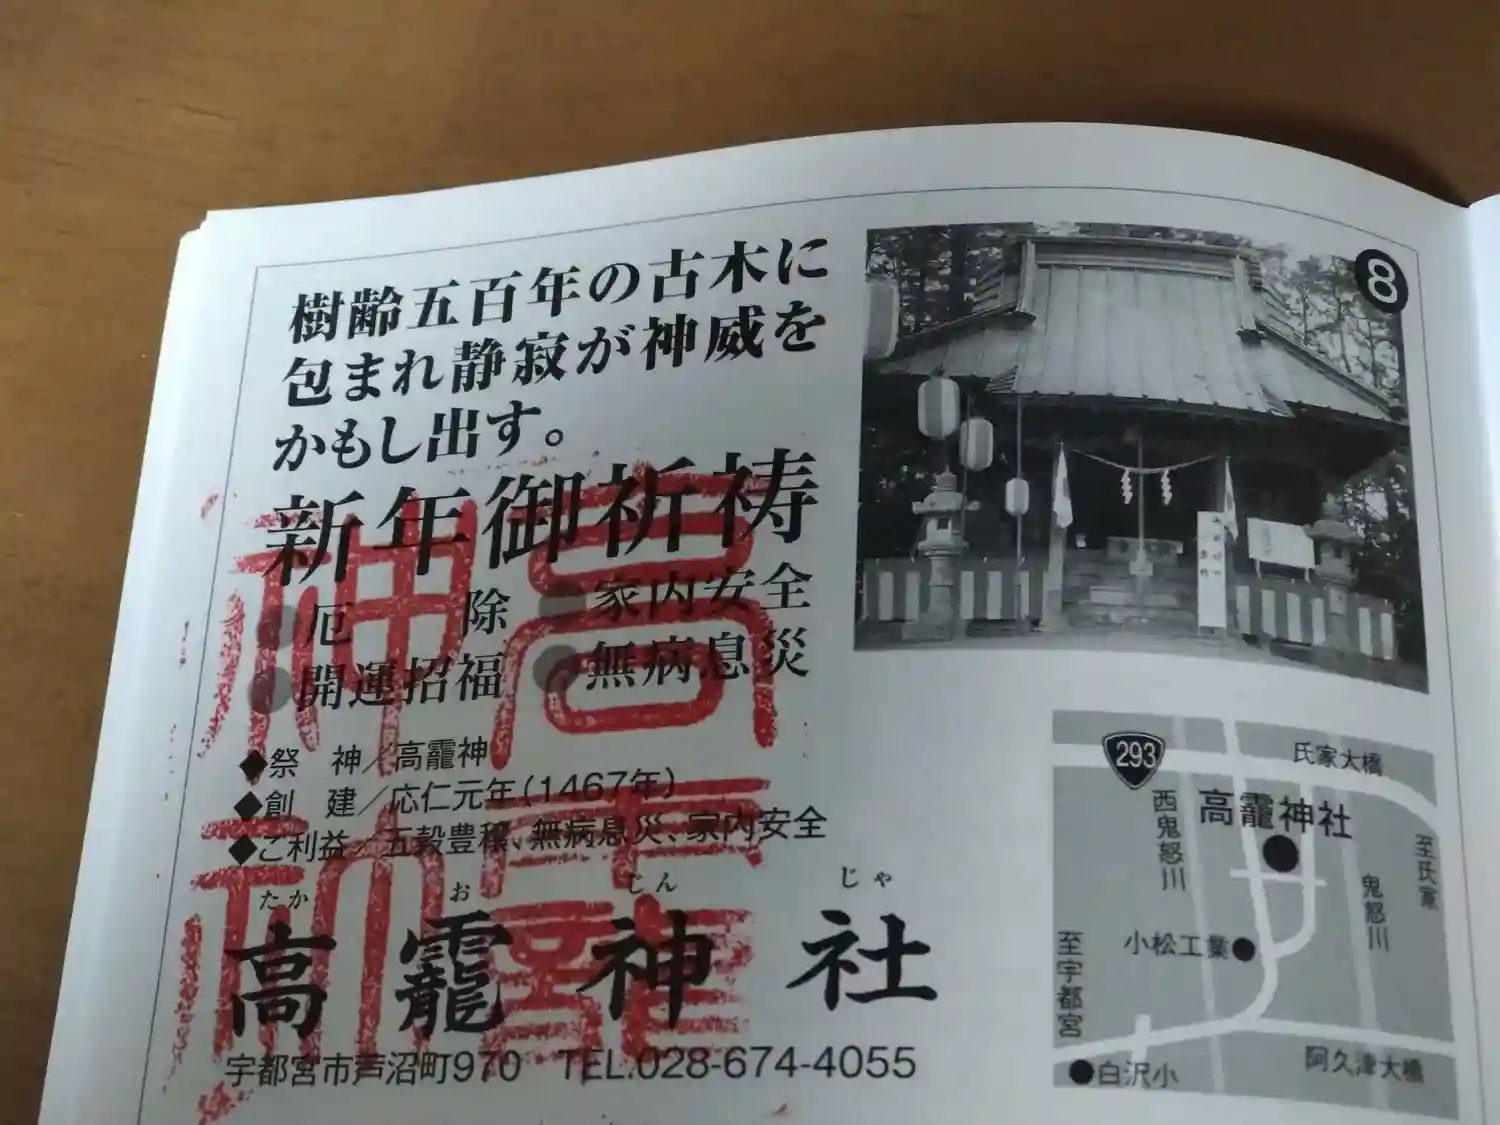 樹齢五百年の古木に
包まれ静寂が神威を
かもし出す。
新年御祈祷
厄除 家内安全
開運招福 無病息災
◆祭 神／高龗神
◆創 建／応仁元年(1467年)
◆ご利益／五穀豊穣、無病息災、家内安全
たか お じん じゃ
高龗神社
宇都宮市芦沼町970 TEL.028-674-4055
8
293
氏家大橋
高龗神社
西鬼怒川
至氏家
鬼怒川
小松工業
至宇都宮
阿久津大橋
白沢小